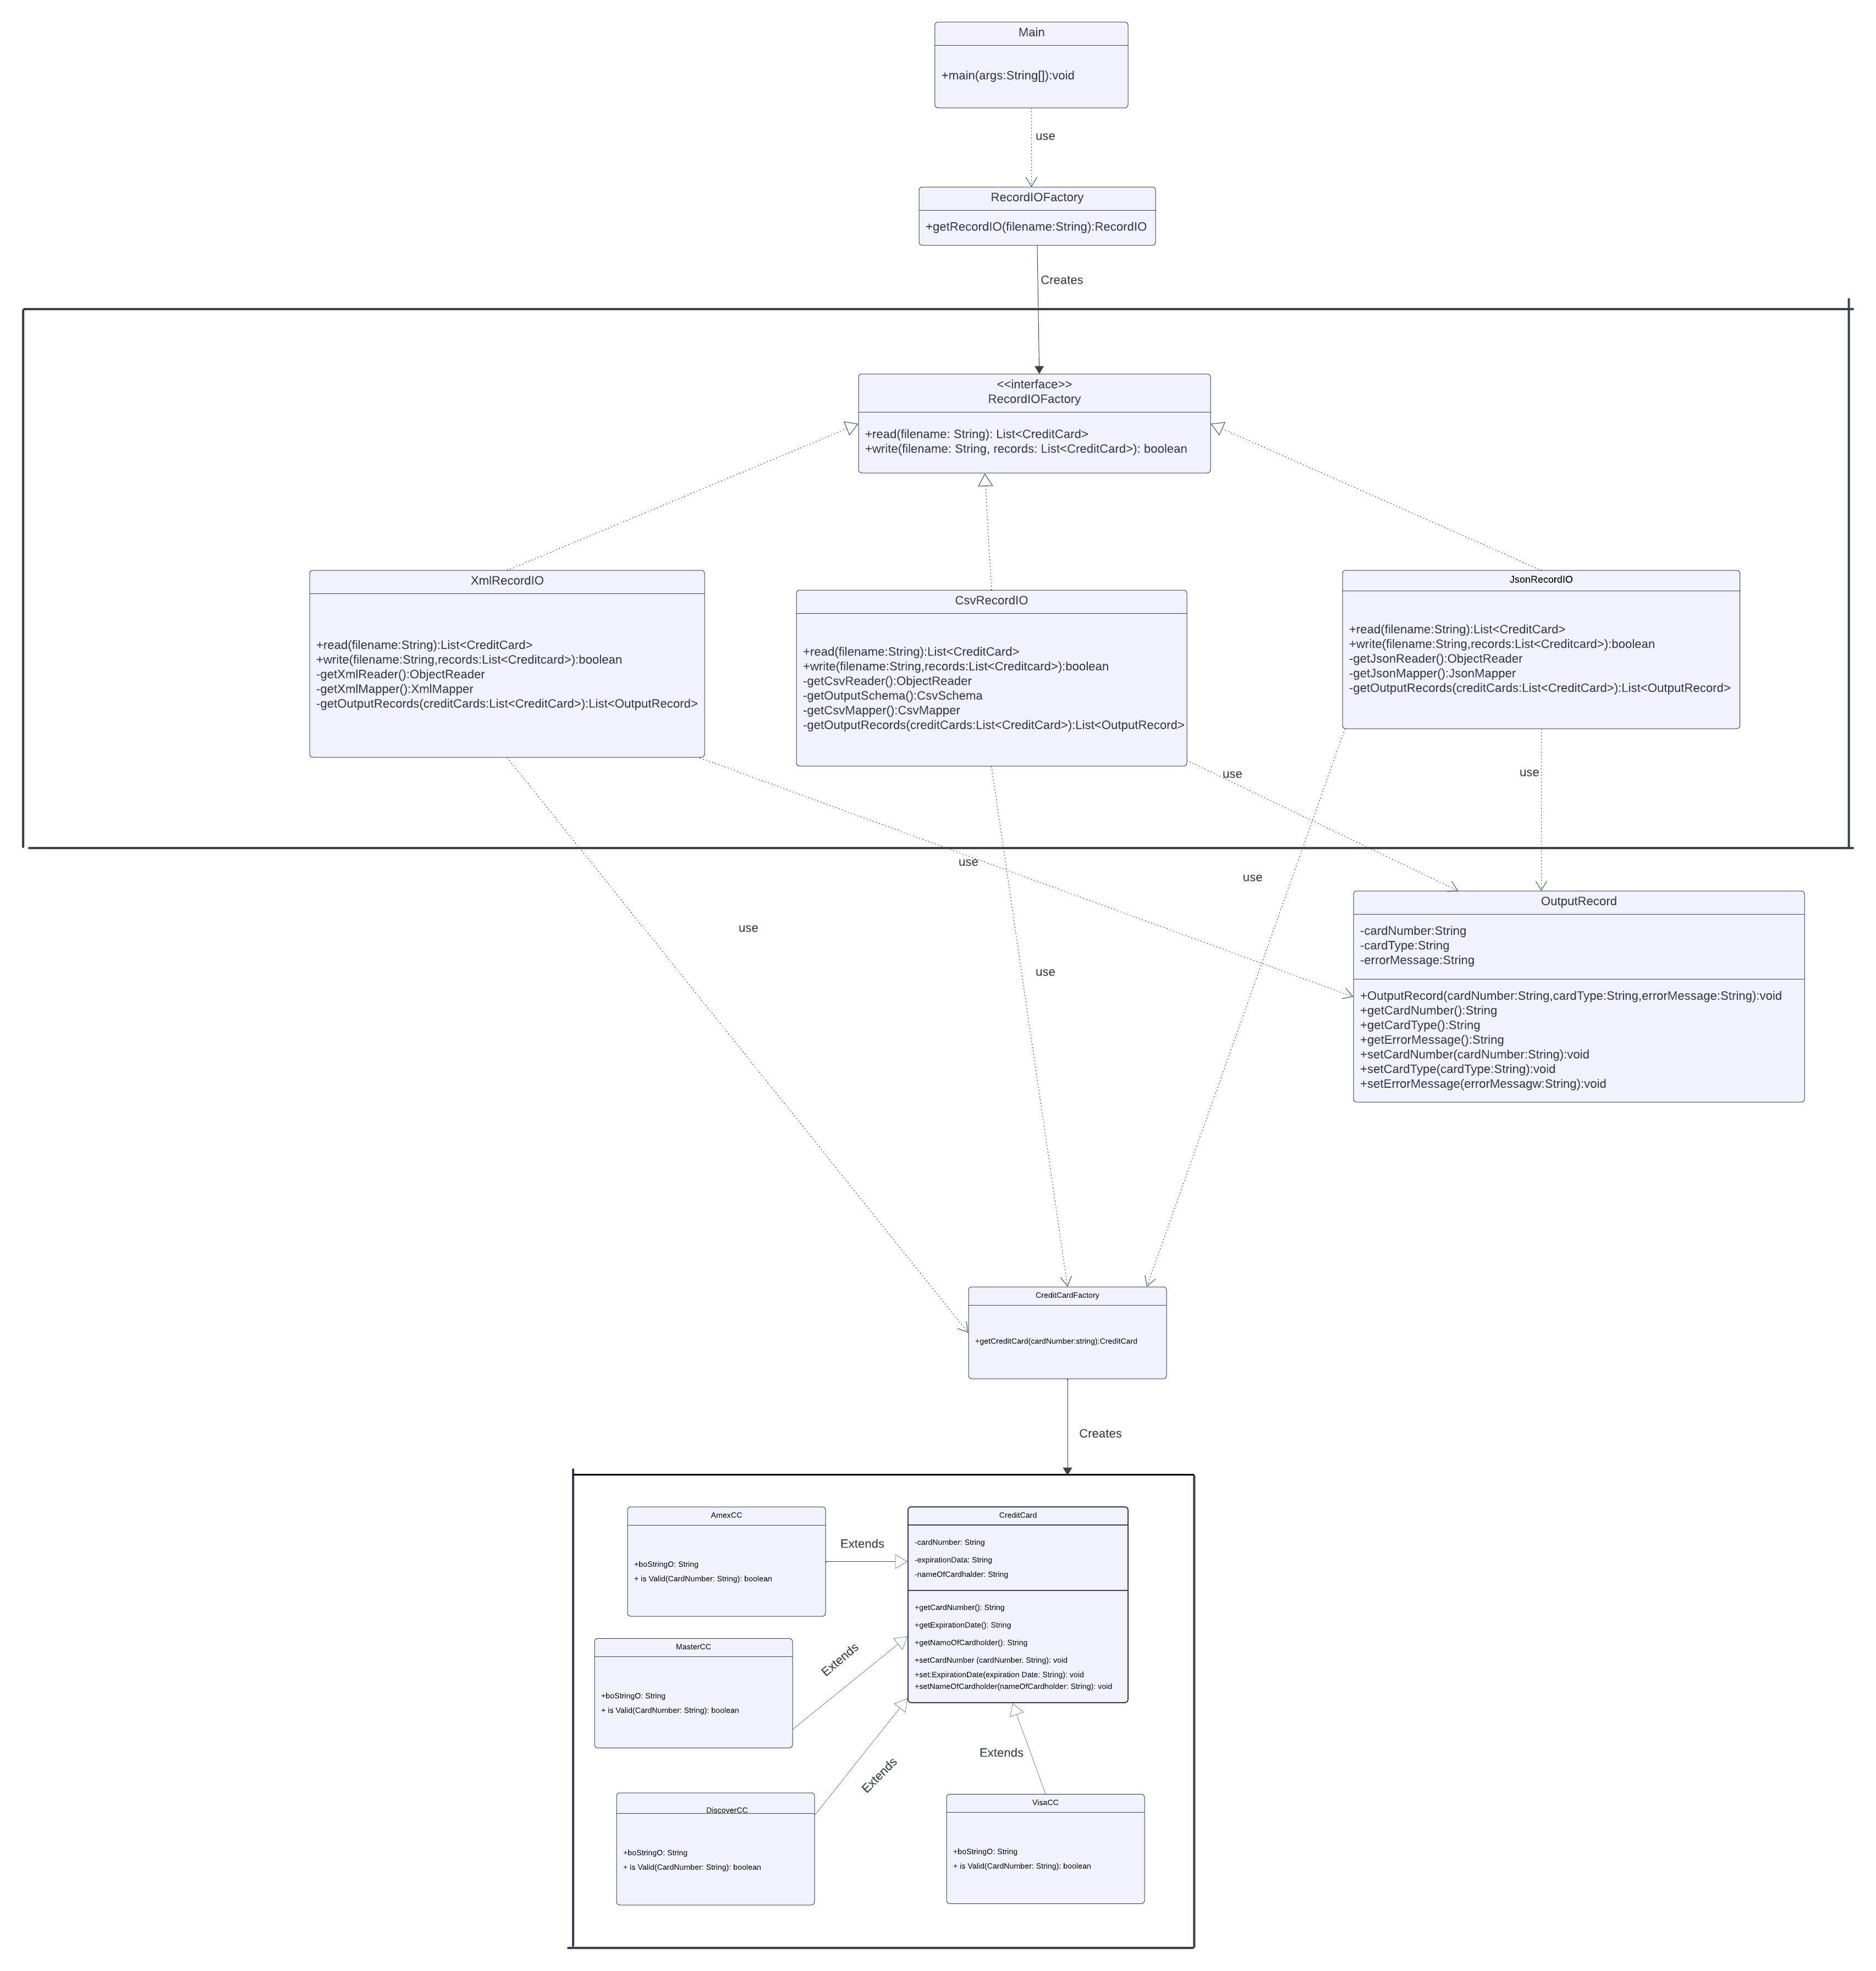 Main
+main(args:String[]):void
use
RecordIOFactory
+getRecordIO(filename:String):RecordIO
Creates
<<interface>>
RecordIOFactory
+read(filename: String): List<CreditCard>
+write(filename: String, records: List<CreditCard>): boolean
XmlRecordIO
+read(filename:String):List<CreditCard>
+write(filename:String,records:List<Creditcard>):boolean
-getXmlReader():ObjectReader
-getXmlMapper():XmlMapper
-getOutputRecords(creditCards:List<CreditCard>):List<OutputRecord>
CsvRecordIO
+read(filename:String):List<CreditCard>
+write(filename:String,records:List<Creditcard>):boolean
-getCsvReader():ObjectReader
-getOutputSchema():CsvSchema
-getCsvMapper():CsvMapper
-getOutputRecords(creditCards:List<CreditCard>):List<OutputRecord>
JsonRecordIO
+read(filename:String):List<CreditCard>
+write(filename:String,records:List<Creditcard>):boolean
-getJsonReader():ObjectReader
-getJsonMapper():JsonMapper
-getOutputRecords(creditCards:List<CreditCard>):List<OutputRecord>
use
use
use
use
use
use
OutputRecord
-cardNumber:String
-cardType:String
-errorMessage:String
+OutputRecord(cardNumber:String,cardType:String,errorMessage:String):void
+getCardNumber():String
+getCardType():String
+getErrorMessage():String
+setCardNumber(cardNumber:String):void
+setCardType(cardType:String):void
+setErrorMessage(errorMessagw:String):void
CreditCardFactory
+getCreditCard(cardNumber:string):CreditCard
Creates
AmexCC
+boStringO: String
+ is Valid(CardNumber: String): boolean
Extends
CreditCard
-cardNumber: String
-expirationData: String
-nameOfCardhalder: String
+getCardNumber(): String
+getExpirationDate(): String
+getNamoOfCardholder(): String
+setCardNumber (cardNumber. String): void
+set:ExpirationDate(expiration Date: String): void
+setNameOfCardholder(nameOfCardholder: String): void
MasterCC
+boStringO: String
+ is Valid(CardNumber: String): boolean
Extends
DiscoverCC
+boStringO: String
+ is Valid(CardNumber: String): boolean
Extends
Extends
VisaCC
+boStringO: String
+ is Valid(CardNumber: String): boolean